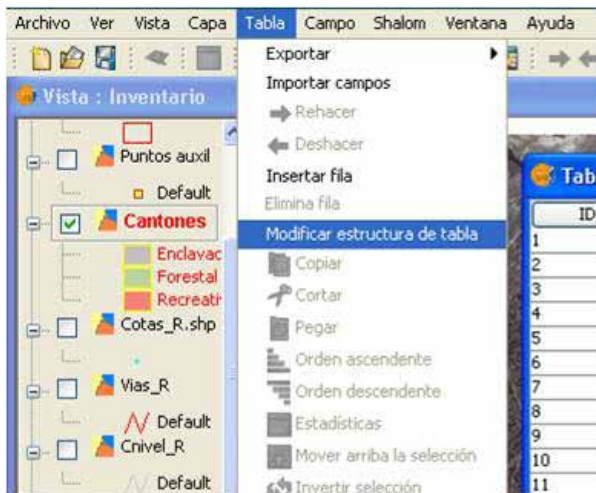 Archivo Ver Vista Capa Tabla Campo Shalom Ventana Ayuda
Vista : Inventario
Puntos auxil
Default
Cantones
Enclavac
Forestal
Recreati
Cotas_R.shp
Vias_R
Default
Cnivel_R
Default
Exportar
Importar campos
Rehacer
Deshacer
Insertar fila
Elimina fila
Modificar estructura de tabla
Copiar
Cortar
Pegar
Orden ascendente
Orden descendente
Estadísticas
Mover arriba la selección
Invertir selección
Tab
ID
1
2
3
4
5
6
7
8
9
10
11